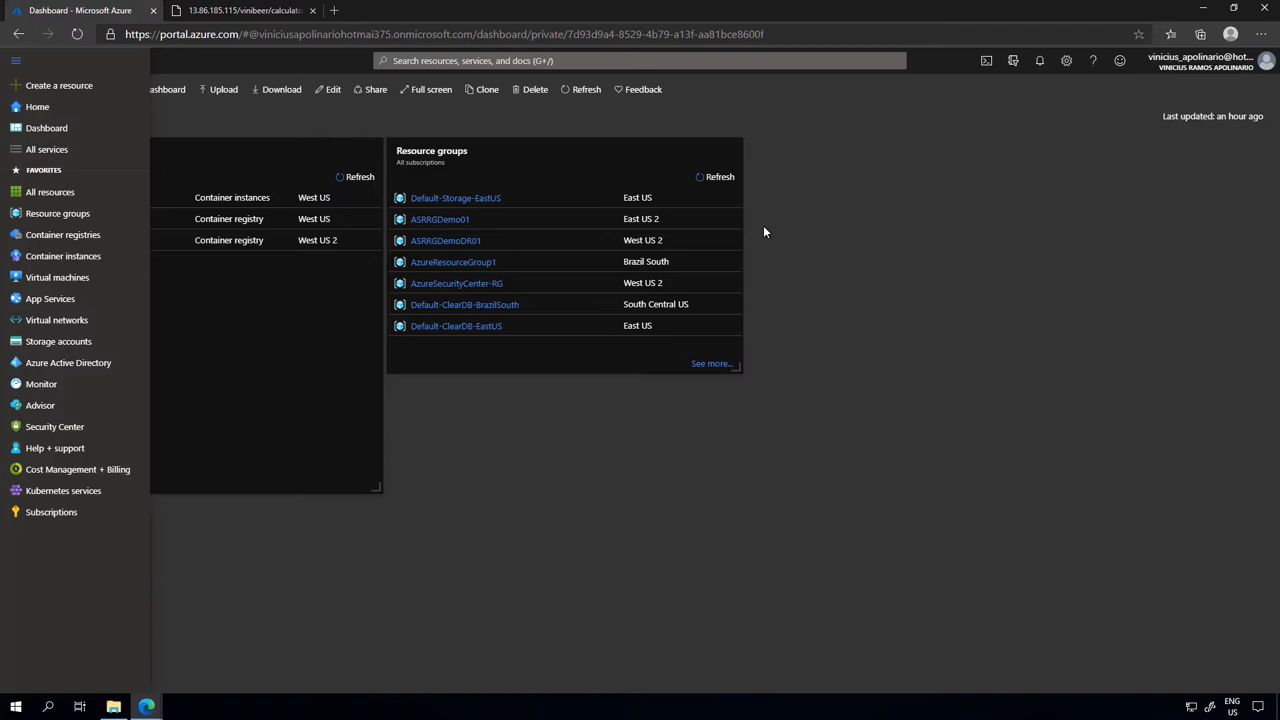 Dashboard - Microsoft Azure
13.86.185.115/vinibeer/calculato
https://portal.azure.com/#@viniciusapolinariohotmai375.onmicrosoft.com/dashboard/private/7d93d9a4-8529-4b79-a13f-aa81bce8600f
Search resources, services, and docs (G+/)
vinicius_apolinario@hot...
VINICIUS RAMOS APOLINARIO
Create a resource
Home
Dashboard
All services
FAVORITES
All resources
Resource groups
Container registries
Container instances
Virtual machines
App Services
Virtual networks
Storage accounts
Azure Active Directory
Monitor
Advisor
Security Center
Help + support
Cost Management + Billing
Kubernetes services
Subscriptions
ashboard Upload Download Edit Share Full screen Clone Delete Refresh Feedback
Last updated: an hour ago
Refresh
Container instances West US
Container registry West US
Container registry West US 2
Resource groups
All subscriptions
Refresh
Default-Storage-EastUS East US
ASRRGDemo01 East US 2
ASRRGDemoDR01 West US 2
AzureResourceGroup1 Brazil South
AzureSecurityCenter-RG West US 2
Default-ClearDB-BrazilSouth South Central US
Default-ClearDB-EastUS East US
See more...
ENG
US